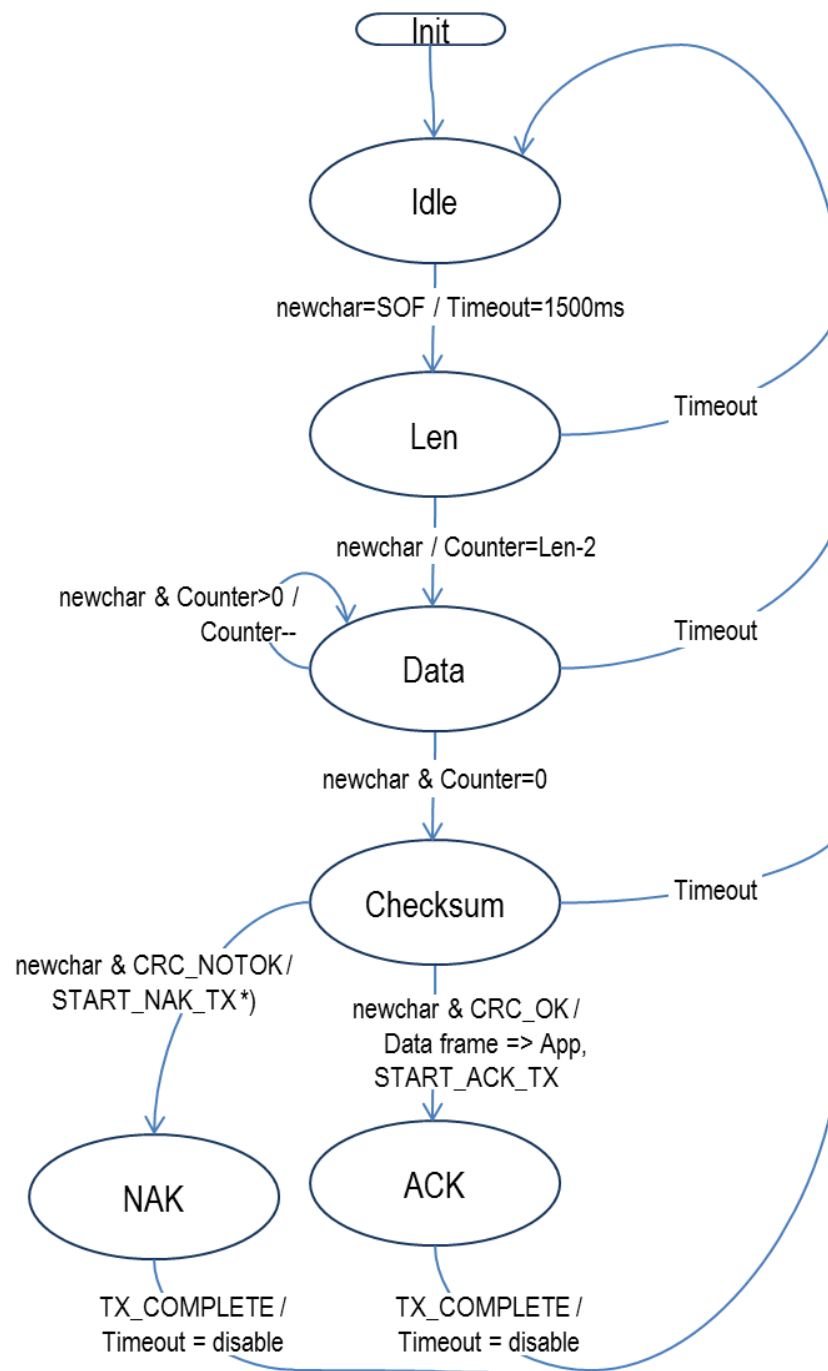 Init
Idle
newchar=SOF / Timeout=1500ms
Len
Timeout
newchar / Counter=Len-2
newchar & Counter>0 /
Counter--
Data
Timeout
newchar & Counter=0
Checksum
Timeout
newchar & CRC_NOTOK /
START_NAK_TX *)
newchar & CRC_OK /
Data frame => App,
START_ACK_TX
NAK
ACK
TX_COMPLETE /
Timeout = disable
TX_COMPLETE /
Timeout = disable